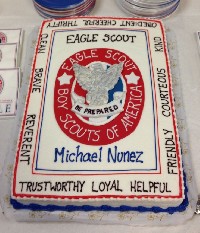 OBEDIENT CHEERFUL THRIFTY
CLEAN
BRAVE
REVERENT
EAGLE SCOUT
EAGLE SCOUT
BE PREPARED
BOY SCOUTS OF AMERICA
Michael Nunez
KIND
COURTEOUS
FRIENDLY
TRUSTWORTHY LOYAL HELPFUL